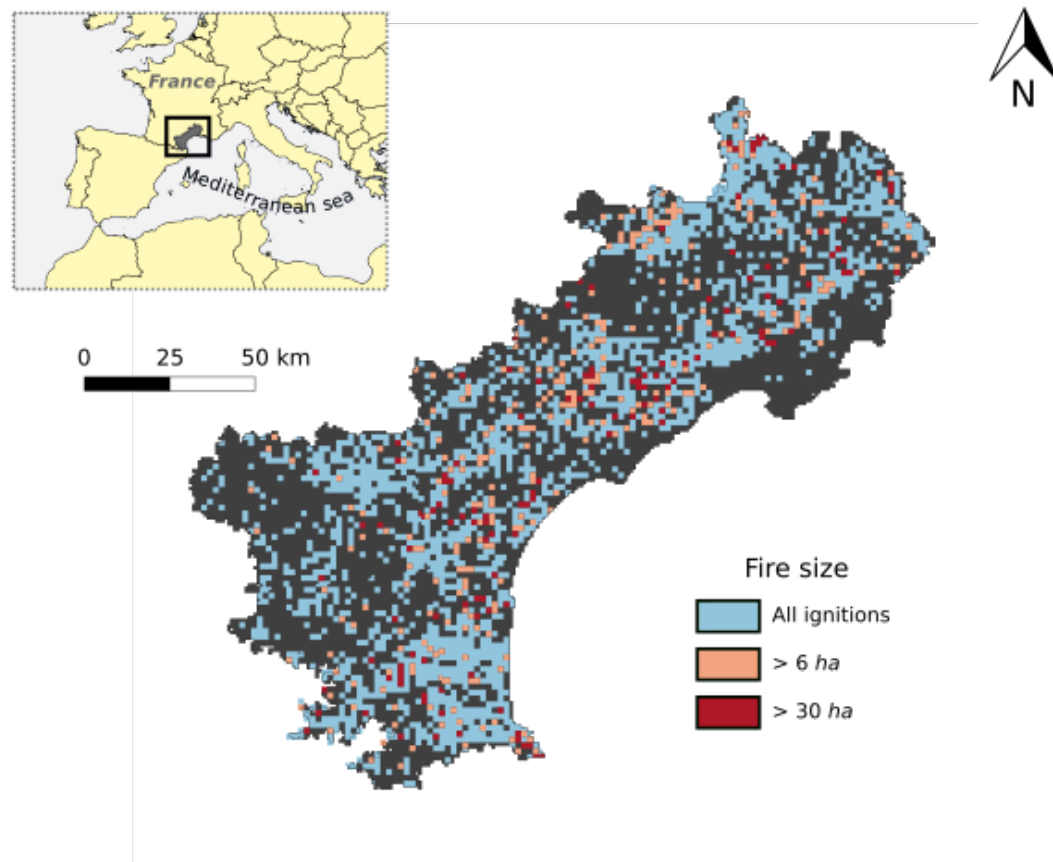 France
Mediterranean sea
N
0 25 50 km
Fire size
All ignitions
> 6 ha
> 30 ha